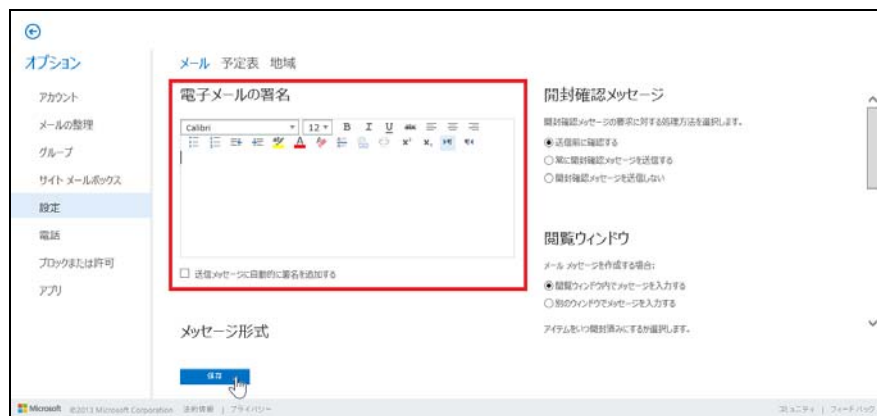 オプション
アカウント
メールの整理
グループ
サイト メールボックス
設定
電話
ブロックまたは許可
アプリ
メール 予定表 地域
電子メールの署名
Calibri 12 B I U abc
送信メッセージに自動的に署名を追加する
メッセージ形式
保存
開封確認メッセージ
開封確認メッセージの要求に対する処理方法を選択します。
送信前に確認する
常に開封確認メッセージを送信する
開封確認メッセージを送信しない
閲覧ウィンドウ
メール メッセージを作成する場合:
閲覧ウィンドウ内でメッセージを入力する
別のウィンドウでメッセージを入力する
アイテムをいつ開封済みにするか選択します。
Microsoft ©2013 Microsoft Corporation 法的情報 | プライバシー
コミュニティ | フィードバック